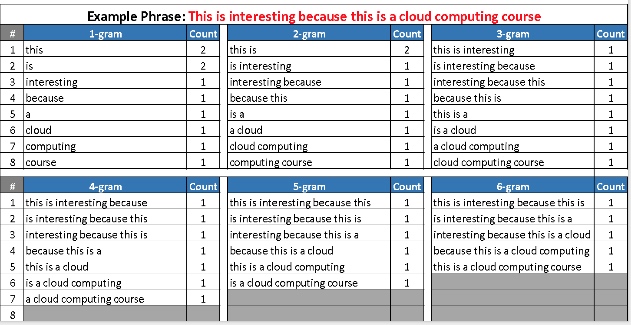 Example Phrase: This is interesting because this is a cloud computing course
# 1-gram Count 2-gram Count 3-gram Count
1 this 2 this is 2 this is interesting 1
2 is 2 is interesting 1 is interesting because 1
3 interesting 1 interesting because 1 interesting because this 1
4 because 1 because this 1 because this is 1
5 a 1 is a 1 this is a 1
6 cloud 1 a cloud 1 is a cloud 1
7 computing 1 cloud computing 1 a cloud computing 1
8 course 1 computing course 1 cloud computing course 1
# 4-gram Count 5-gram Count 6-gram Count
1 this is interesting because 1 this is interesting because this 1 this is interesting because this is 1
2 is interesting because this 1 is interesting because this is 1 is interesting because this is a 1
3 interesting because this is 1 interesting because this is a 1 interesting because this is a cloud 1
4 because this is a 1 because this is a cloud 1 because this is a cloud computing 1
5 this is a cloud 1 this is a cloud computing 1 this is a cloud computing course 1
6 is a cloud computing 1 is a cloud computing course 1
7 a cloud computing course 1
8